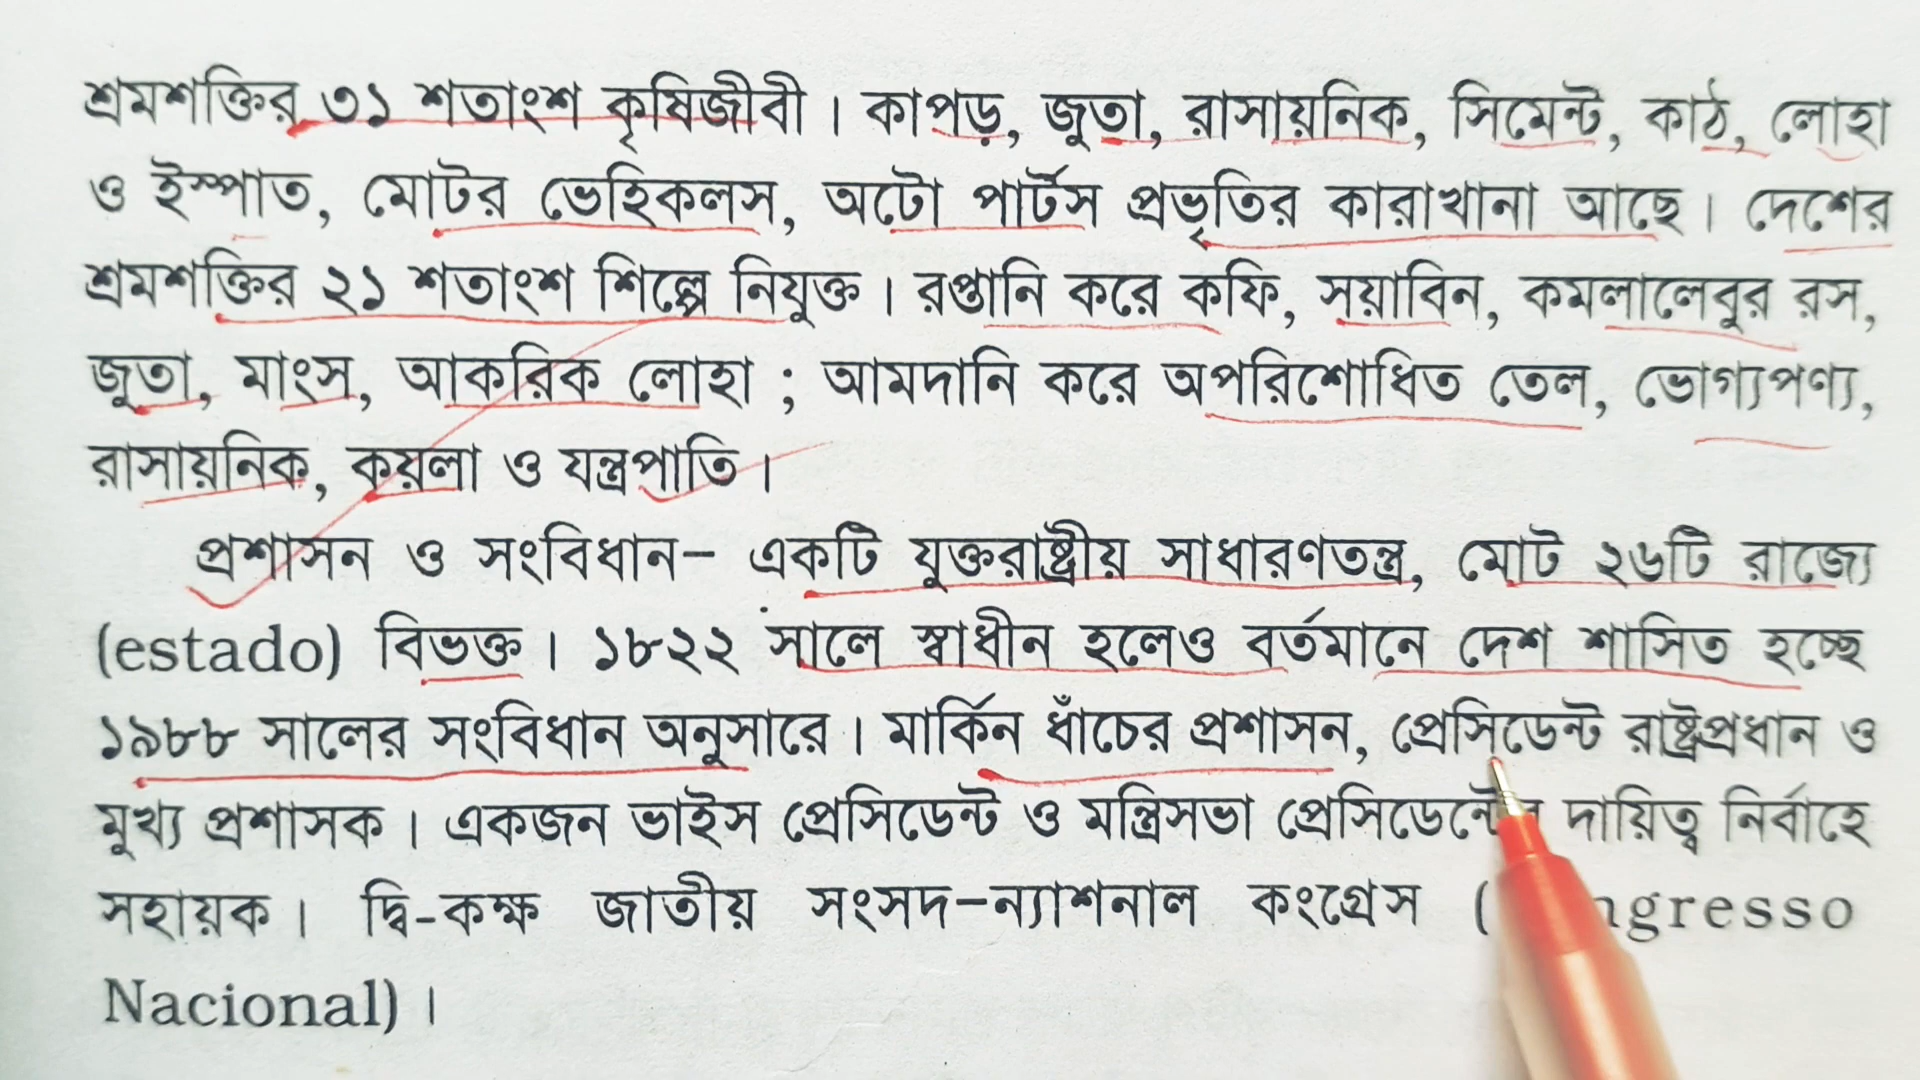 শ্রমশক্তির ৩১ শতাংশ কৃষিজীবী। কাপড়, জুতা, রাসায়নিক, সিমেন্ট, কাঠ, লোহা
ও ইস্পাত, মোটর ভেহিকলস, অটো পার্টস প্রভৃতির কারাখানা আছে। দেশের
শ্রমশক্তির ২১ শতাংশ শিল্পে নিযুক্ত। রপ্তানি করে কফি, সয়াবিন, কমলালেবুর রস,
জুতা, মাংস, আকরিক লোহা ; আমদানি করে অপরিশোধিত তেল, ভোগ্যপণ্য,
রাসায়নিক, কয়লা ও যন্ত্রপাতি।
প্রশাসন ও সংবিধান– একটি যুক্তরাষ্ট্রীয় সাধারণতন্ত্র, মোট ২৬টি রাজ্যে
(estado) বিভক্ত। ১৮২২ সালে স্বাধীন হলেও বর্তমানে দেশ শাসিত হচ্ছে
১৯৮৮ সালের সংবিধান অনুসারে। মার্কিন ধাঁচের প্রশাসন, প্রেসিডেন্ট রাষ্ট্রপ্রধান ও
মুখ্য প্রশাসক। একজন ভাইস প্রেসিডেন্ট ও মন্ত্রিসভা দায়িত্ব নির্বাহে
সহায়ক। দ্বি-কক্ষ জাতীয় সংসদ–ন্যাশনাল কংগ্রেস (
Nacional)।